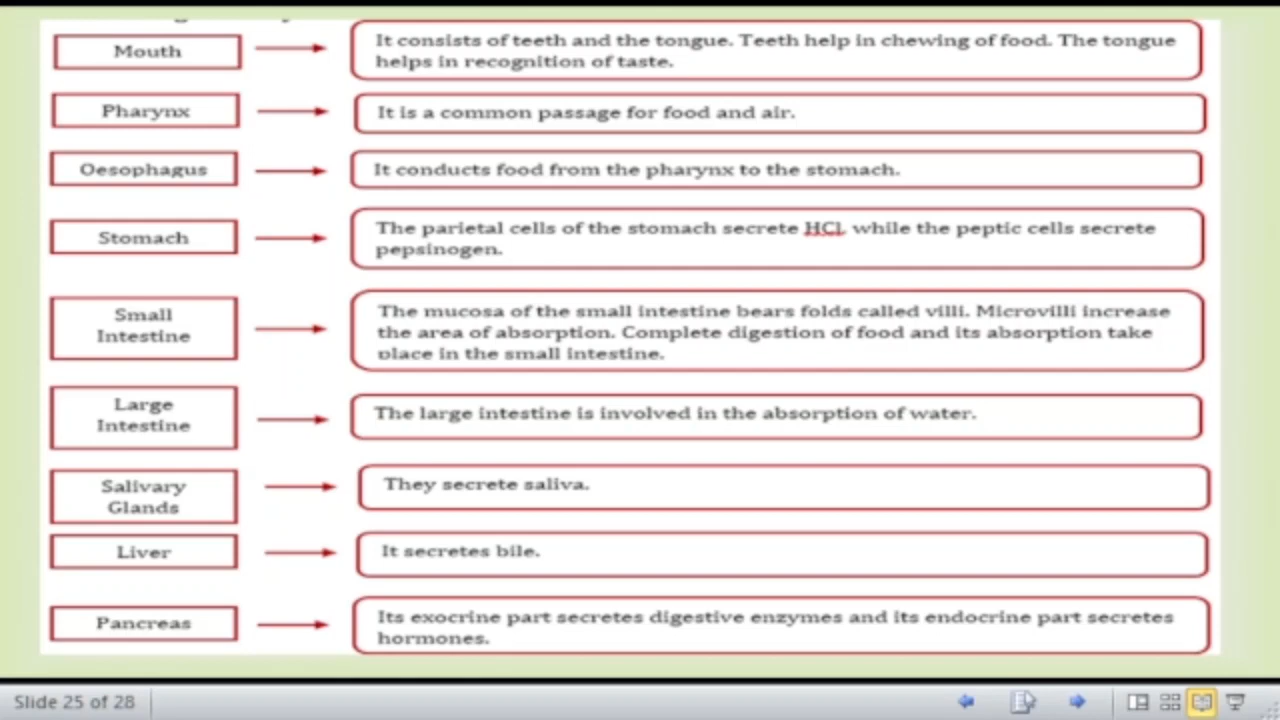 Mouth
It consists of teeth and the tongue. Teeth help in chewing of food. The tongue
helps in recognition of taste.
Pharynx
It is a common passage for food and air.
Oesophagus
It conducts food from the pharynx to the stomach.
Stomach
The parietal cells of the stomach secrete HCL while the peptic cells secrete
pepsinogen.
Small
Intestine
The mucosa of the small intestine bears folds called villi. Microvilli increase
the area of absorption. Complete digestion of food and its absorption take
place in the small intestine.
Large
Intestine
The large intestine is involved in the absorption of water.
Salivary
Glands
They secrete saliva.
Liver
It secretes bile.
Pancreas
Its exocrine part secretes digestive enzymes and its endocrine part secretes
hormones.
Slide 25 of 28